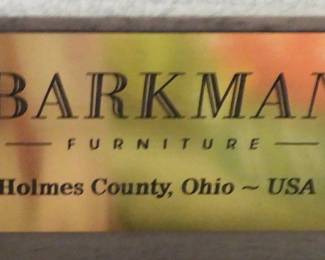 BARKMAN
FURNITURE
Holmes County, Ohio ~ USA